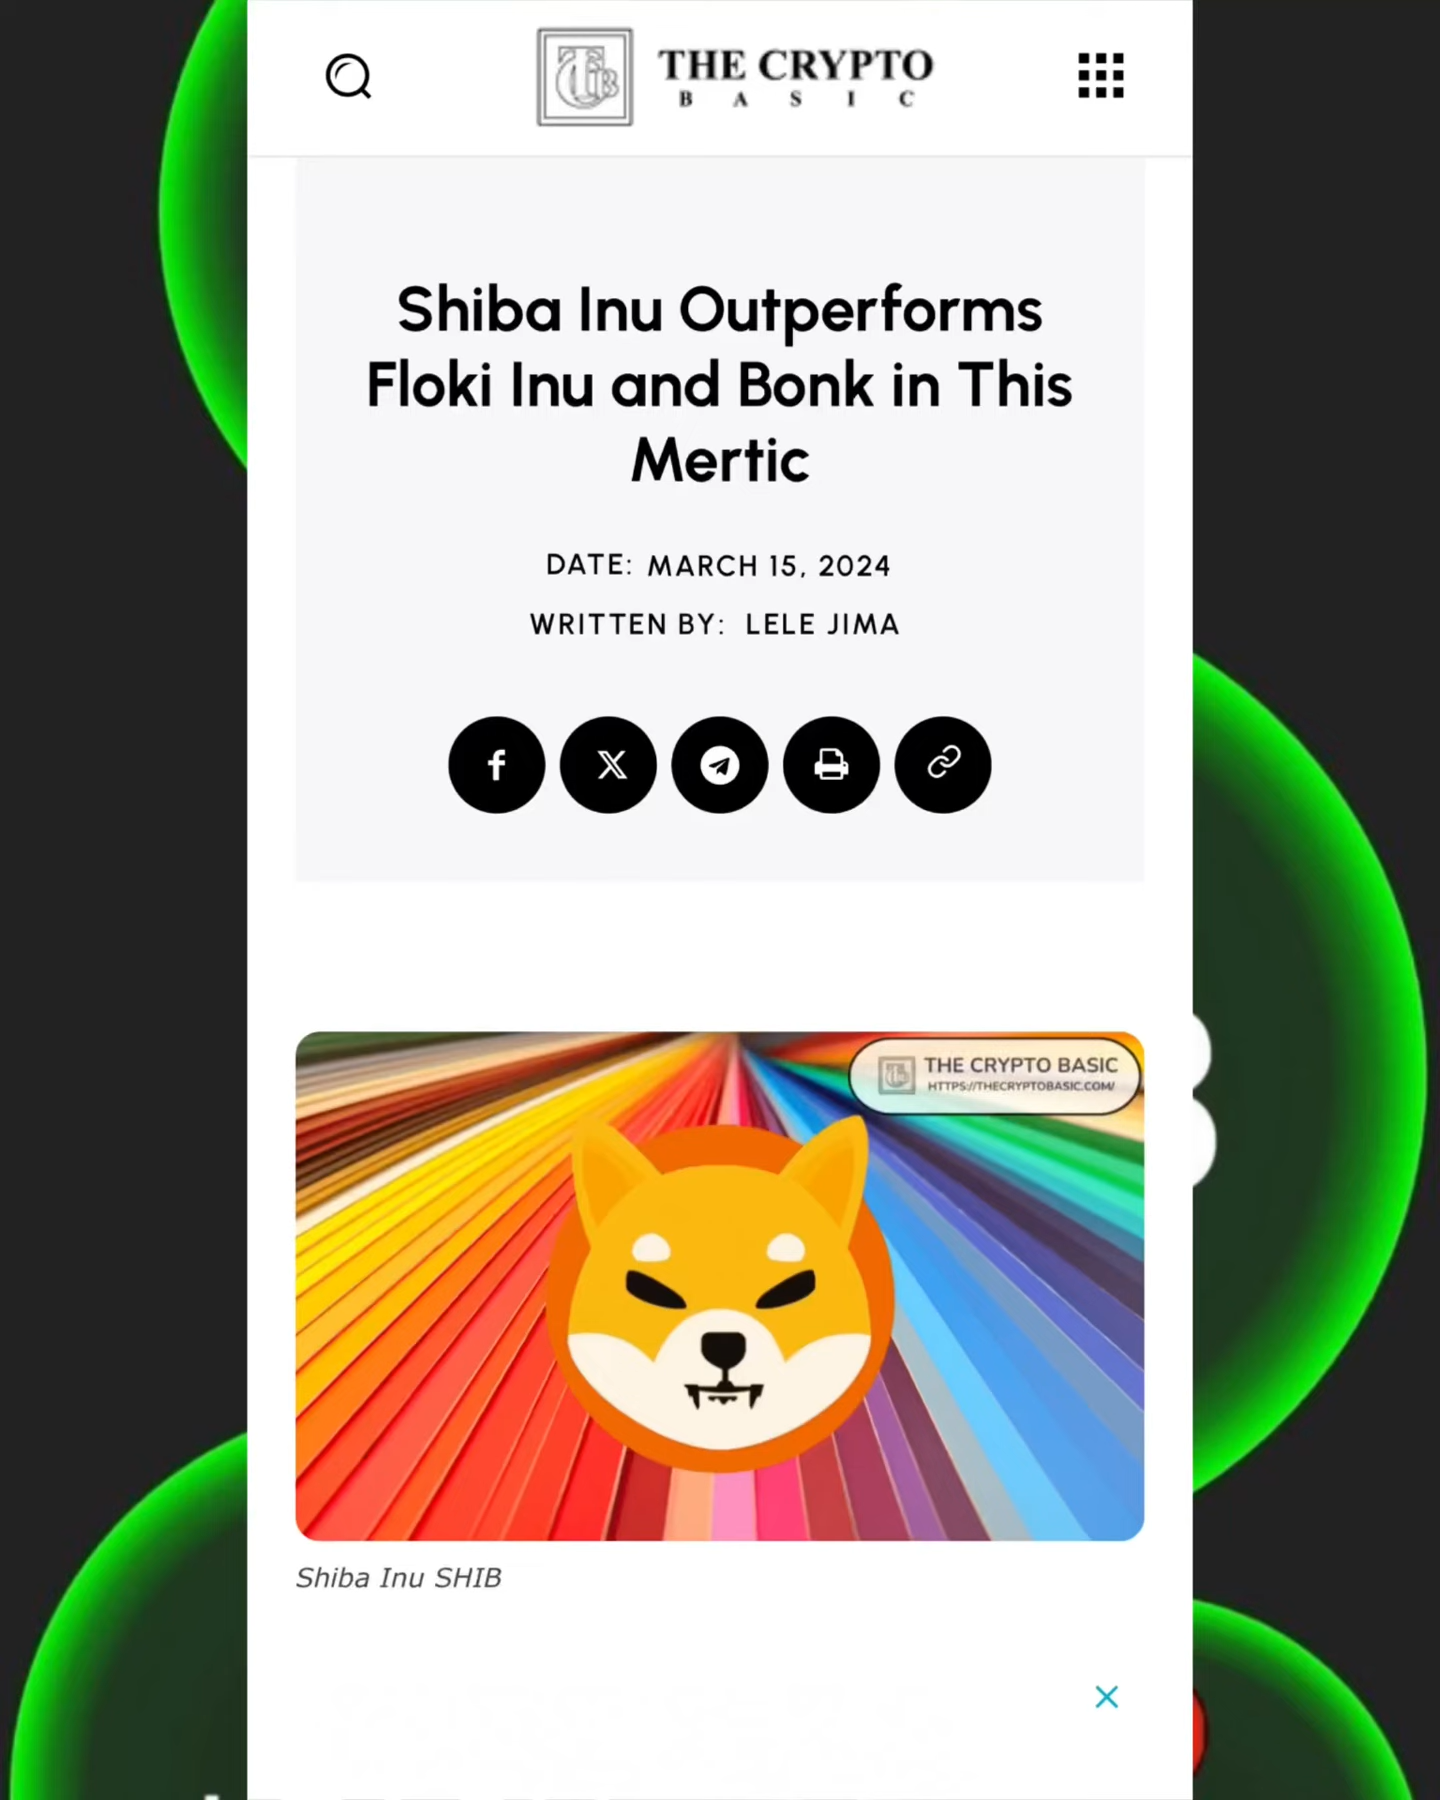 THE CRYPTO
BASIC
Shiba Inu Outperforms
Floki Inu and Bonk in This
Mertic
DATE: MARCH 15, 2024
WRITTEN BY: LELE JIMA
THE CRYPTO BASIC
HTTPS://THECRYPTOBASIC.COM/
Shiba Inu SHIB